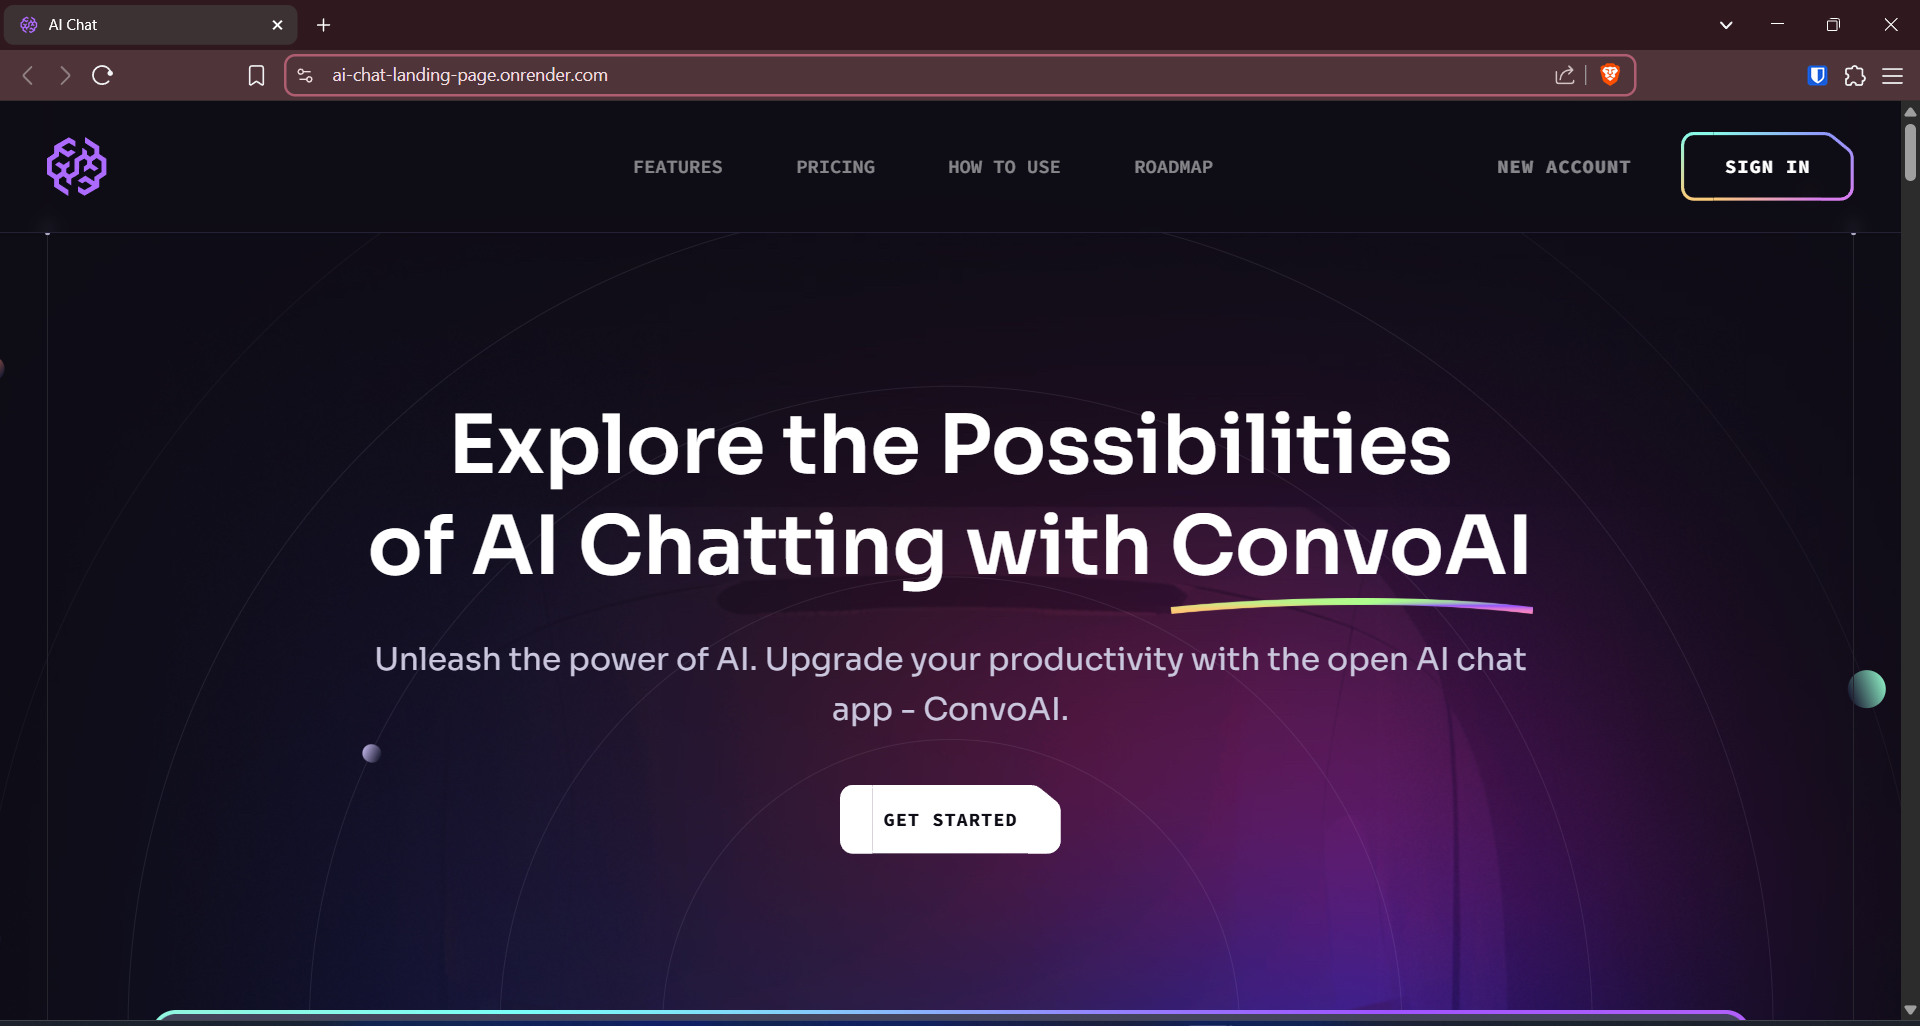 AI Chat
ai-chat-landing-page.onrender.com
FEATURES PRICING HOW TO USE ROADMAP NEW ACCOUNT SIGN IN
Explore the Possibilities
of AI Chatting with ConvoAI
Unleash the power of AI. Upgrade your productivity with the open AI chat
app - ConvoAI.
GET STARTED